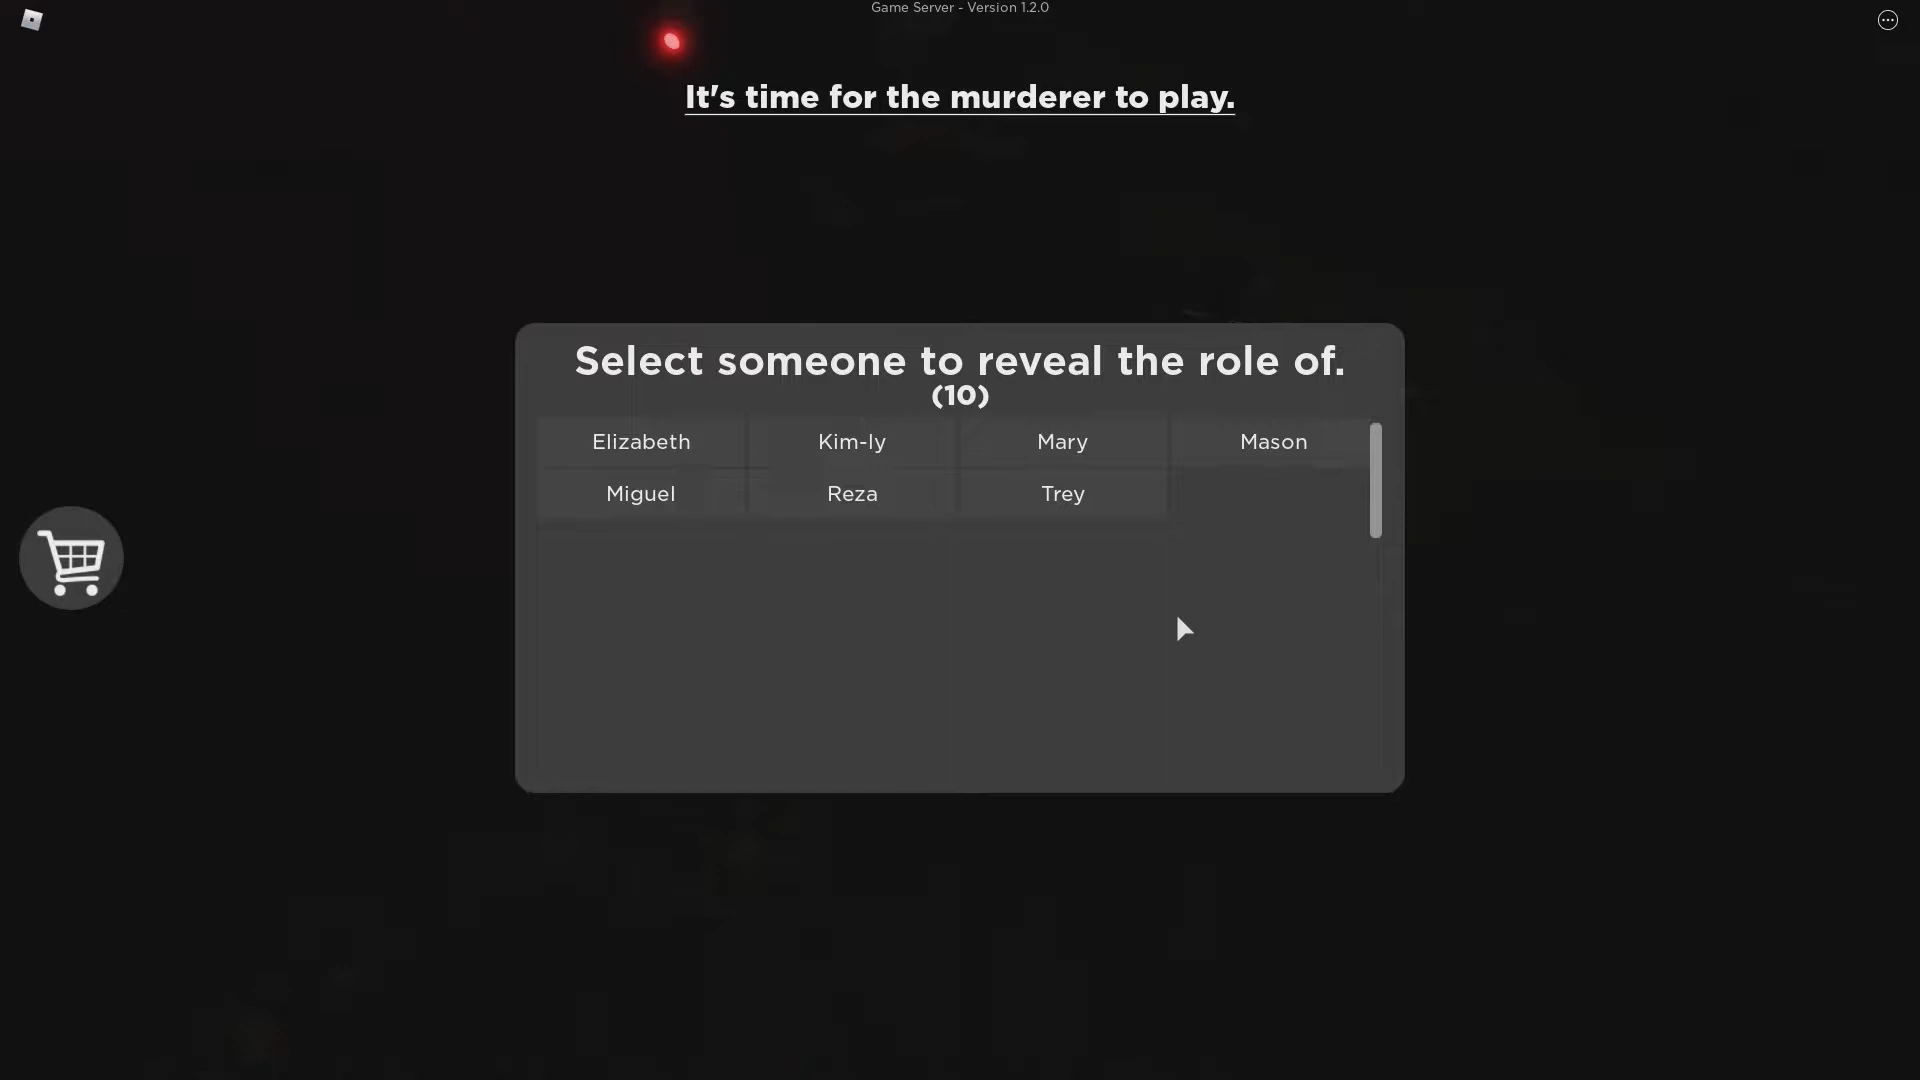 Game Server - Version 1.2.0
It's time for the murderer to play.
Select someone to reveal the role of.
(10)
Elizabeth Kim-ly Mary Mason
Miguel Reza Trey